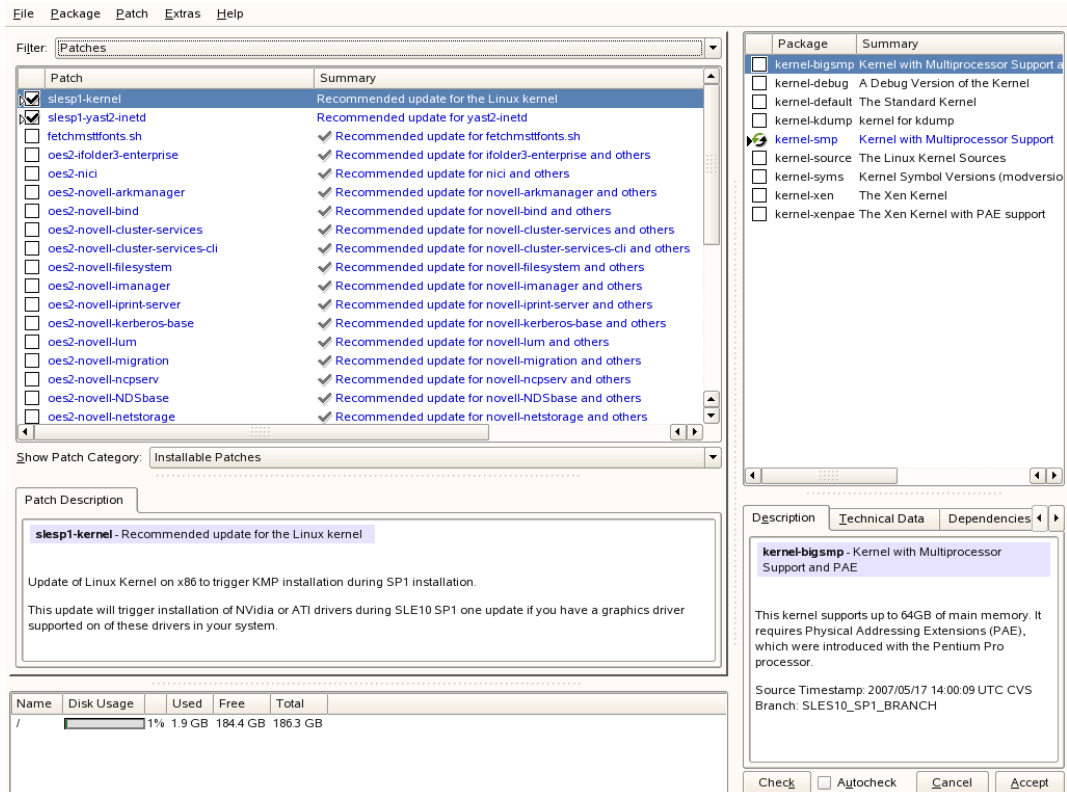 File Package Patch Extras Help
Filter: Patches
Patch Summary
slesp1-kernel Recommended update for the Linux kernel
slesp1-yast2-inetd Recommended update for yast2-inetd
fetchmsttfonts.sh Recommended update for fetchmsttfonts.sh
oes2-ifolder3-enterprise Recommended update for ifolder3-enterprise and others
oes2-nici Recommended update for nici and others
oes2-novell-arkmanager Recommended update for novell-arkmanager and others
oes2-novell-bind Recommended update for novell-bind and others
oes2-novell-cluster-services Recommended update for novell-cluster-services and others
oes2-novell-cluster-services-cli Recommended update for novell-cluster-services-cli and others
oes2-novell-filesystem Recommended update for novell-filesystem and others
oes2-novell-imanager Recommended update for novell-imanager and others
oes2-novell-iprint-server Recommended update for novell-iprint-server and others
oes2-novell-kerberos-base Recommended update for novell-kerberos-base and others
oes2-novell-lum Recommended update for novell-lum and others
oes2-novell-migration Recommended update for novell-migration and others
oes2-novell-ncpserv Recommended update for novell-ncpserv and others
oes2-novell-NDSbase Recommended update for novell-NDSbase and others
oes2-novell-netstorage Recommended update for novell-netstorage and others
Show Patch Category: Installable Patches
Patch Description
slesp1-kernel - Recommended update for the Linux kernel
Update of Linux Kernel on x86 to trigger KMP installation during SP1 installation.
This update will trigger installation of NVidia or ATI drivers during SLE10 SP1 one update if you have a graphics driver
supported on of these drivers in your system.
Name Disk Usage Used Free Total
/ 1% 1.9 GB 184.4 GB 186.3 GB
Package Summary
kernel-bigsmp Kernel with Multiprocessor Support a
kernel-debug A Debug Version of the Kernel
kernel-default The Standard Kernel
kernel-kdump kernel for kdump
kernel-smp Kernel with Multiprocessor Support
kernel-source The Linux Kernel Sources
kernel-syms Kernel Symbol Versions (modversio
kernel-xen The Xen Kernel
kernel-xenpae The Xen Kernel with PAE support
Description Technical Data Dependencies
kernel-bigsmp - Kernel with Multiprocessor
Support and PAE
This kernel supports up to 64GB of main memory. It
requires Physical Addressing Extensions (PAE),
which were introduced with the Pentium Pro
processor.
Source Timestamp: 2007/05/17 14:00:09 UTC CVS
Branch: SLES10_SP1_BRANCH
Check Autocheck Cancel Accept